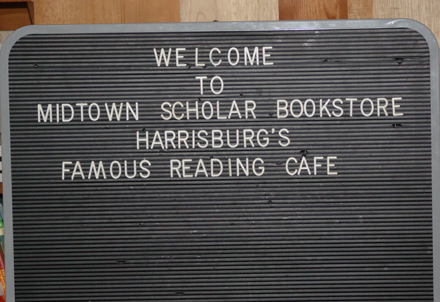 WELCOME
TO
MIDTOWN SCHOLAR BOOKSTORE
HARRISBURG'S
FAMOUS READING CAFE